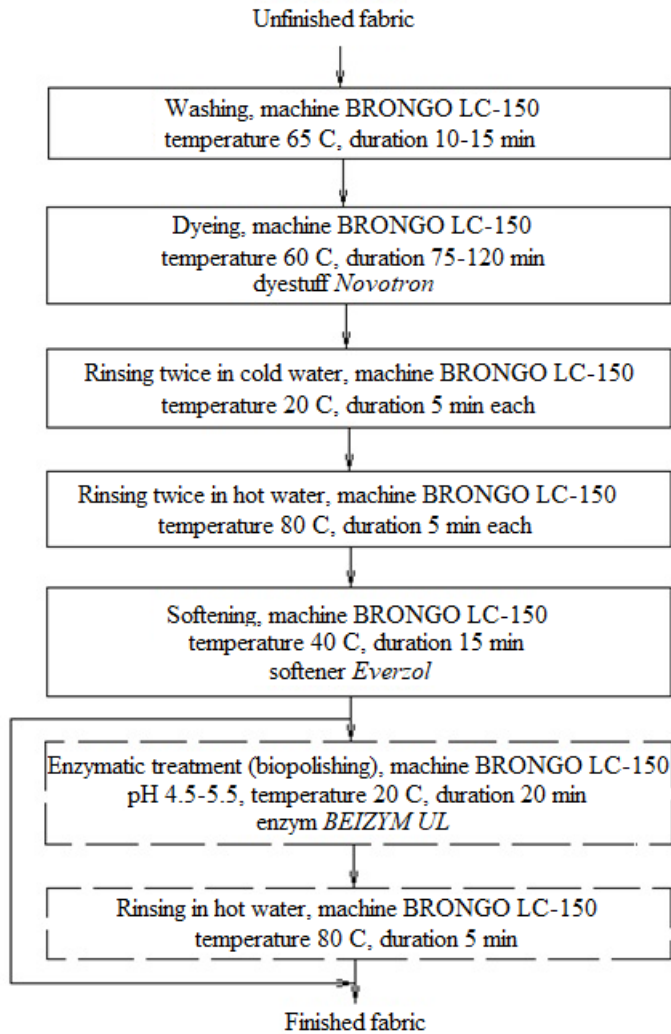 Unfinished fabric
Washing, machine BRONGO LC-150
temperature 65 C, duration 10-15 min
Dyeing, machine BRONGO LC-150
temperature 60 C, duration 75-120 min
dyestuff Novotron
Rinsing twice in cold water, machine BRONGO LC-150
temperature 20 C, duration 5 min each
Rinsing twice in hot water, machine BRONGO LC-150
temperature 80 C, duration 5 min each
Softening, machine BRONGO LC-150
temperature 40 C, duration 15 min
softener Everzol
Enzymatic treatment (biopolishing), machine BRONGO LC-150
pH 4.5-5.5, temperature 20 C, duration 20 min
enzym BEIZYM UL
Rinsing in hot water, machine BRONGO LC-150
temperature 80 C, duration 5 min
Finished fabric